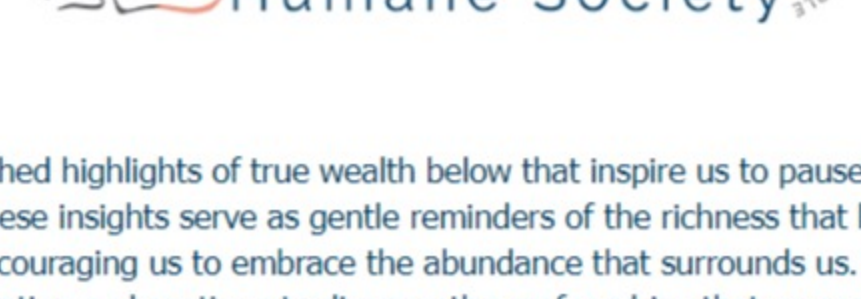 Humane Society
hed highlights of true wealth below that inspire us to pause
ese insights serve as gentle reminders of the richness that
couraging us to embrace the abundance that surrounds us.